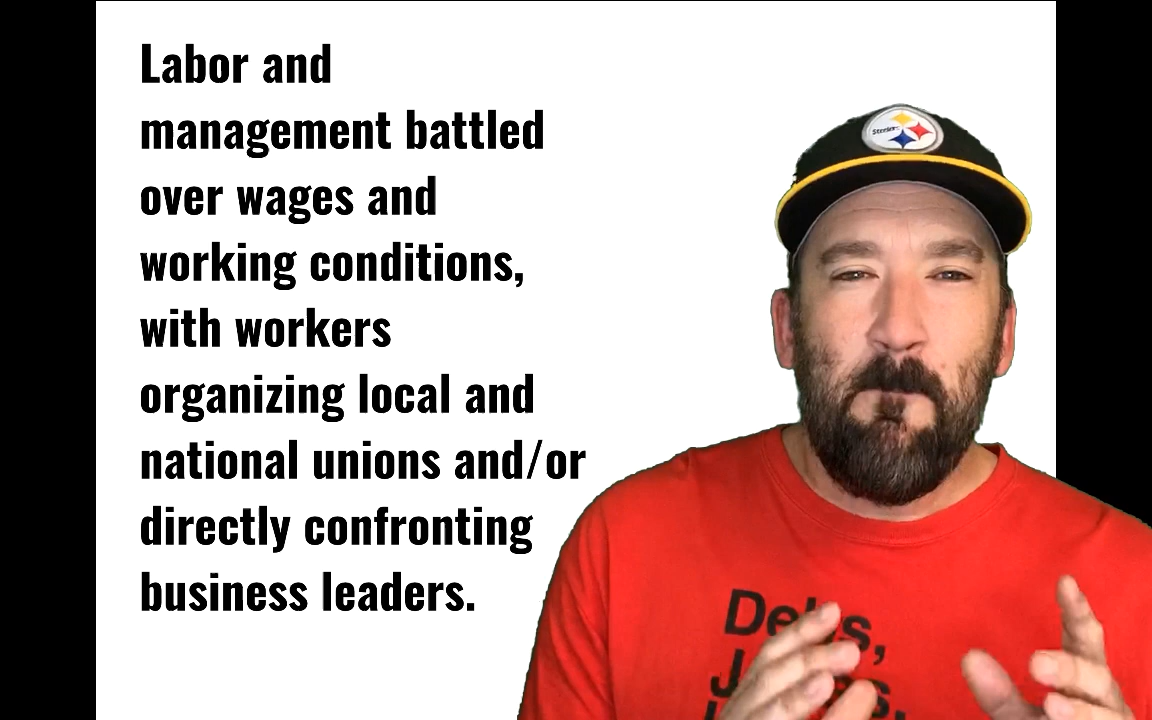 Labor and
management battled
over wages and
working conditions,
with workers
organizing local and
national unions and/or
directly confronting
business leaders.
Steelers